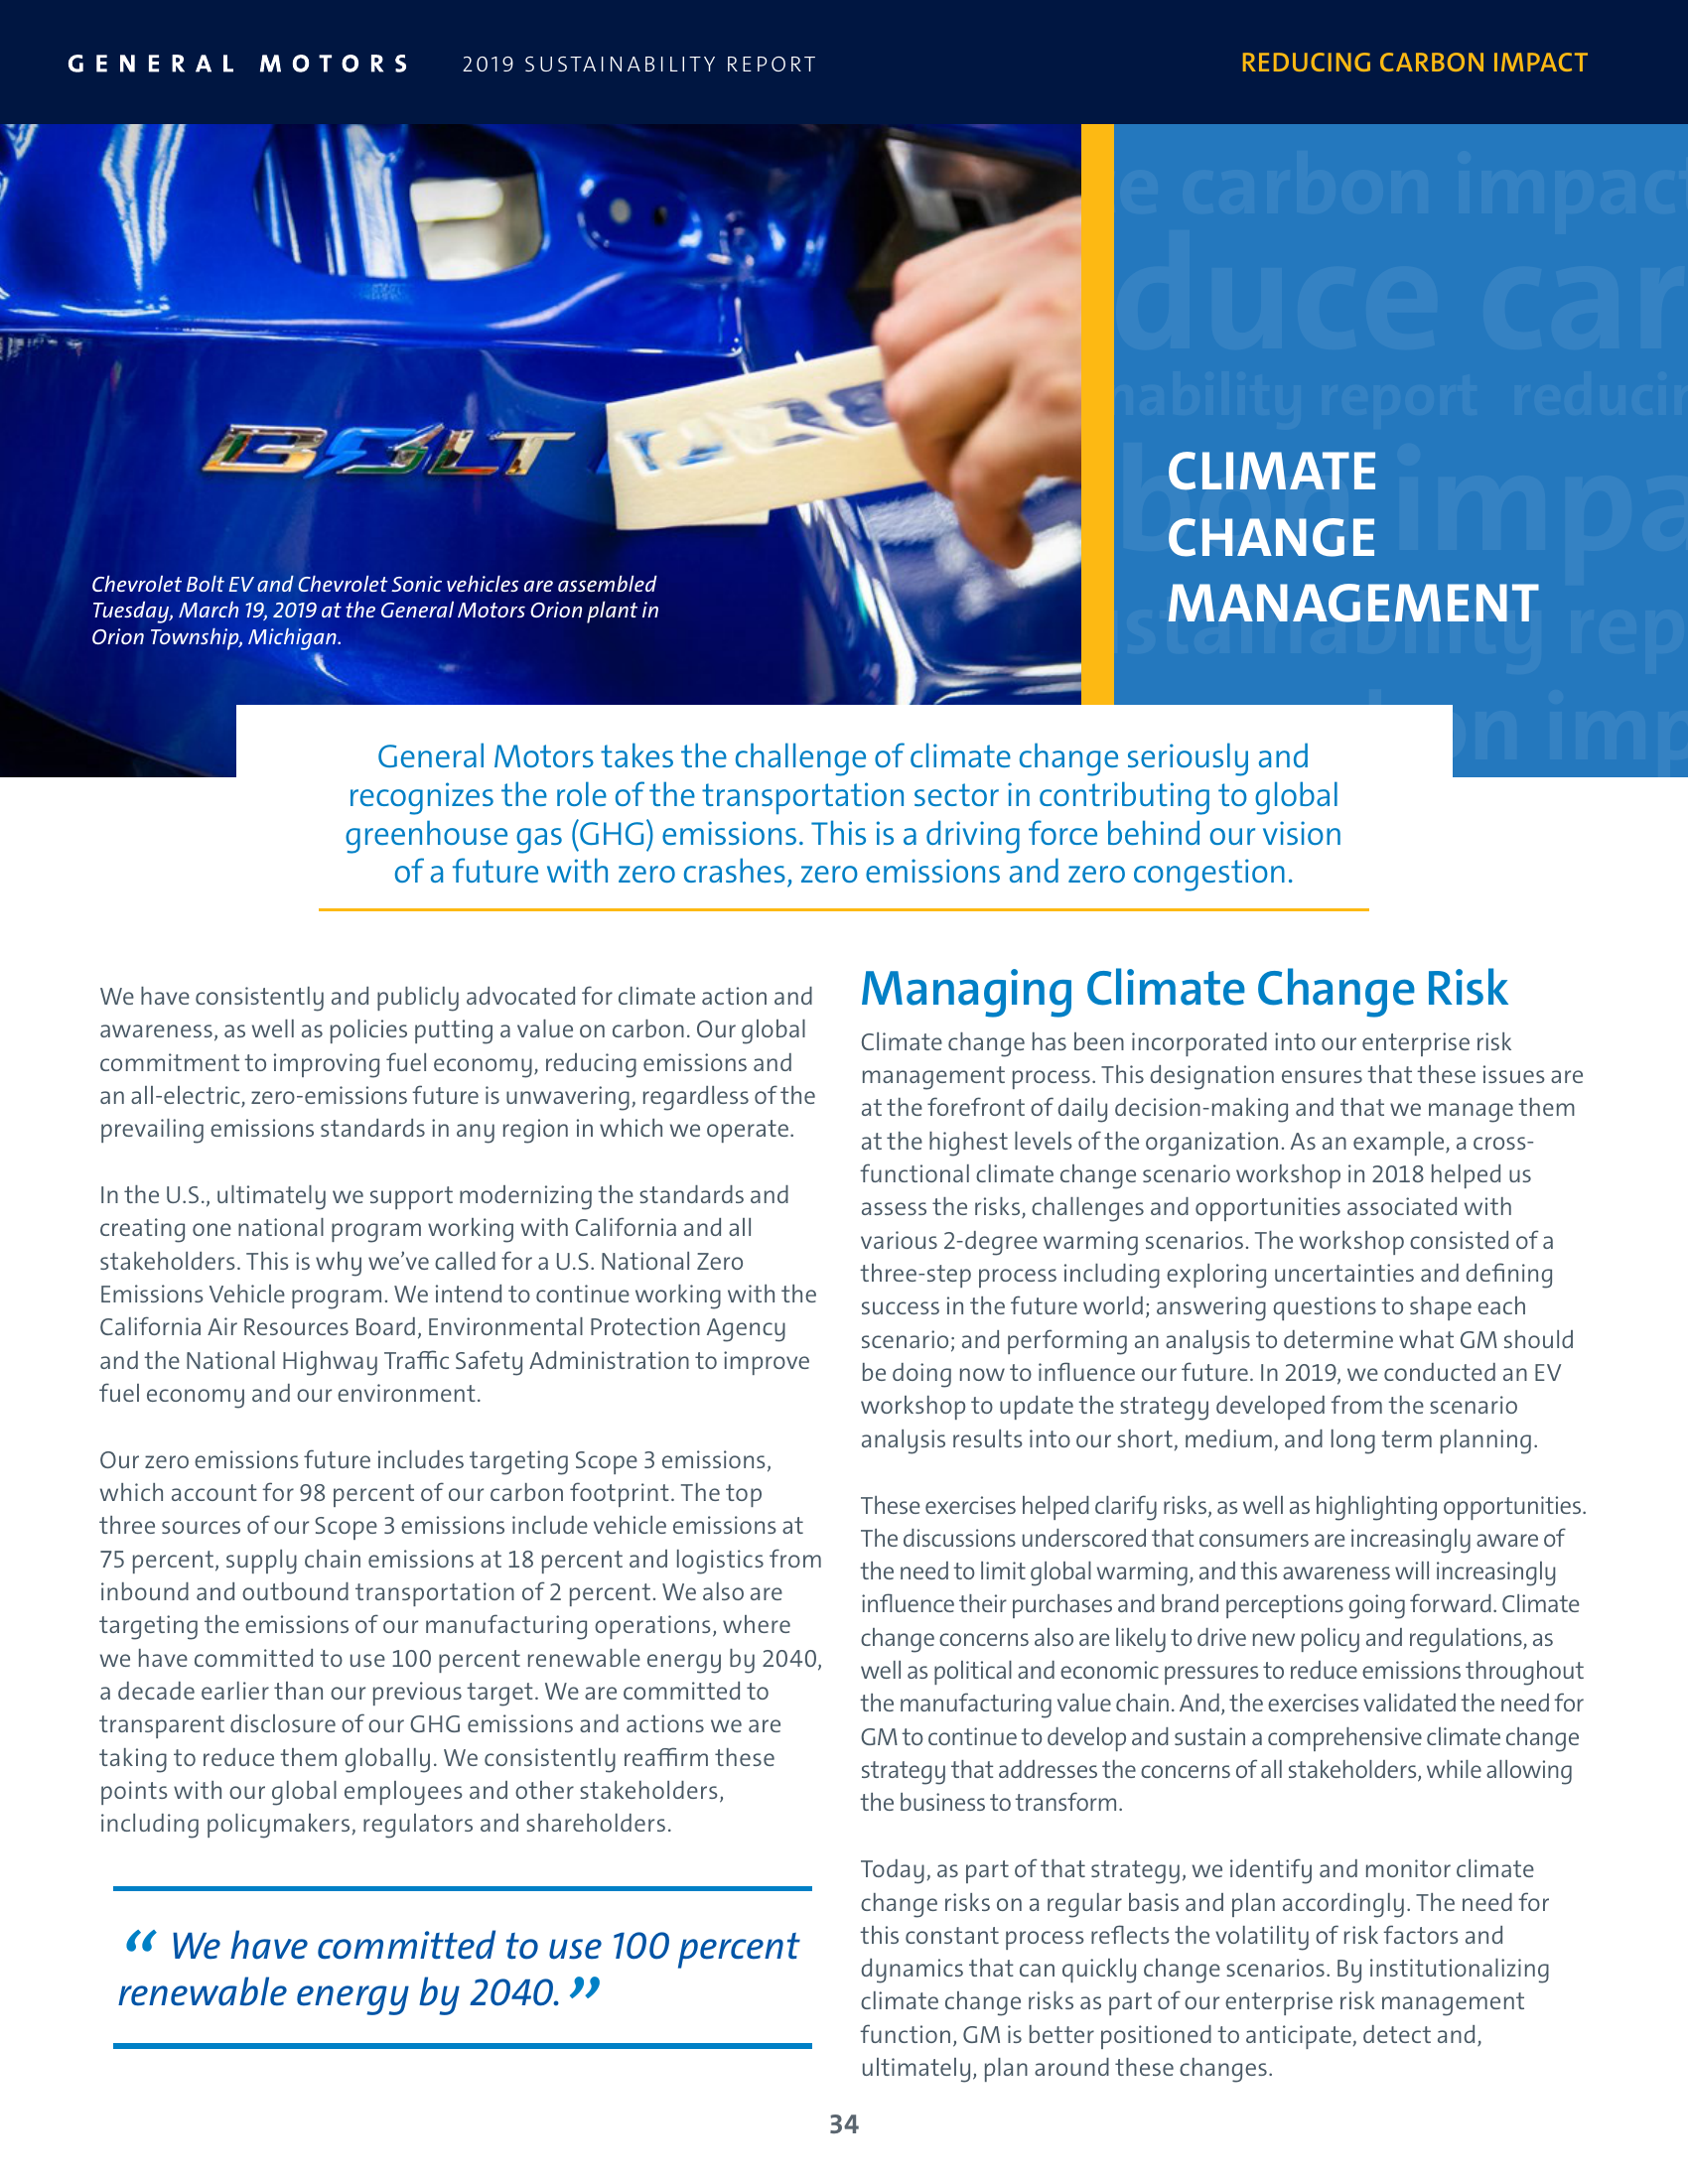 GENERAL MOTORS 2019 SUSTAINABILITY REPORT
REDUCING CARBON IMPACT
e carbon impact
duce car
nability report reducin
bon impa
stainability rep
on imp
BOLT
CLIMATE
CHANGE
MANAGEMENT
Chevrolet Bolt EV and Chevrolet Sonic vehicles are assembled
Tuesday, March 19, 2019 at the General Motors Orion plant in
Orion Township, Michigan.
General Motors takes the challenge of climate change seriously and
recognizes the role of the transportation sector in contributing to global
greenhouse gas (GHG) emissions. This is a driving force behind our vision
of a future with zero crashes, zero emissions and zero congestion.
We have consistently and publicly advocated for climate action and
awareness, as well as policies putting a value on carbon. Our global
commitment to improving fuel economy, reducing emissions and
an all-electric, zero-emissions future is unwavering, regardless of the
prevailing emissions standards in any region in which we operate.
In the U.S., ultimately we support modernizing the standards and
creating one national program working with California and all
stakeholders. This is why we’ve called for a U.S. National Zero
Emissions Vehicle program. We intend to continue working with the
California Air Resources Board, Environmental Protection Agency
and the National Highway Traffic Safety Administration to improve
fuel economy and our environment.
Our zero emissions future includes targeting Scope 3 emissions,
which account for 98 percent of our carbon footprint. The top
three sources of our Scope 3 emissions include vehicle emissions at
75 percent, supply chain emissions at 18 percent and logistics from
inbound and outbound transportation of 2 percent. We also are
targeting the emissions of our manufacturing operations, where
we have committed to use 100 percent renewable energy by 2040,
a decade earlier than our previous target. We are committed to
transparent disclosure of our GHG emissions and actions we are
taking to reduce them globally. We consistently reaffirm these
points with our global employees and other stakeholders,
including policymakers, regulators and shareholders.
“ We have committed to use 100 percent
renewable energy by 2040. ”
Managing Climate Change Risk
Climate change has been incorporated into our enterprise risk
management process. This designation ensures that these issues are
at the forefront of daily decision-making and that we manage them
at the highest levels of the organization. As an example, a cross-
functional climate change scenario workshop in 2018 helped us
assess the risks, challenges and opportunities associated with
various 2-degree warming scenarios. The workshop consisted of a
three-step process including exploring uncertainties and defining
success in the future world; answering questions to shape each
scenario; and performing an analysis to determine what GM should
be doing now to influence our future. In 2019, we conducted an EV
workshop to update the strategy developed from the scenario
analysis results into our short, medium, and long term planning.
These exercises helped clarify risks, as well as highlighting opportunities.
The discussions underscored that consumers are increasingly aware of
the need to limit global warming, and this awareness will increasingly
influence their purchases and brand perceptions going forward. Climate
change concerns also are likely to drive new policy and regulations, as
well as political and economic pressures to reduce emissions throughout
the manufacturing value chain. And, the exercises validated the need for
GM to continue to develop and sustain a comprehensive climate change
strategy that addresses the concerns of all stakeholders, while allowing
the business to transform.
Today, as part of that strategy, we identify and monitor climate
change risks on a regular basis and plan accordingly. The need for
this constant process reflects the volatility of risk factors and
dynamics that can quickly change scenarios. By institutionalizing
climate change risks as part of our enterprise risk management
function, GM is better positioned to anticipate, detect and,
ultimately, plan around these changes.
34